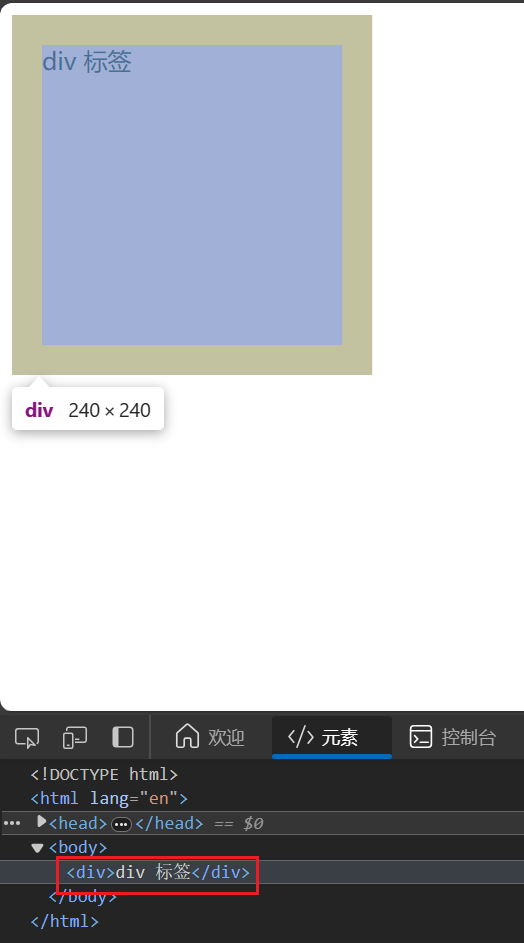 div 标签
div 240 × 240
欢迎 元素 控制台
<!DOCTYPE html>
<html lang="en">
<head>…</head> == $0
<body>
<div>div 标签</div>
</body>
</html>